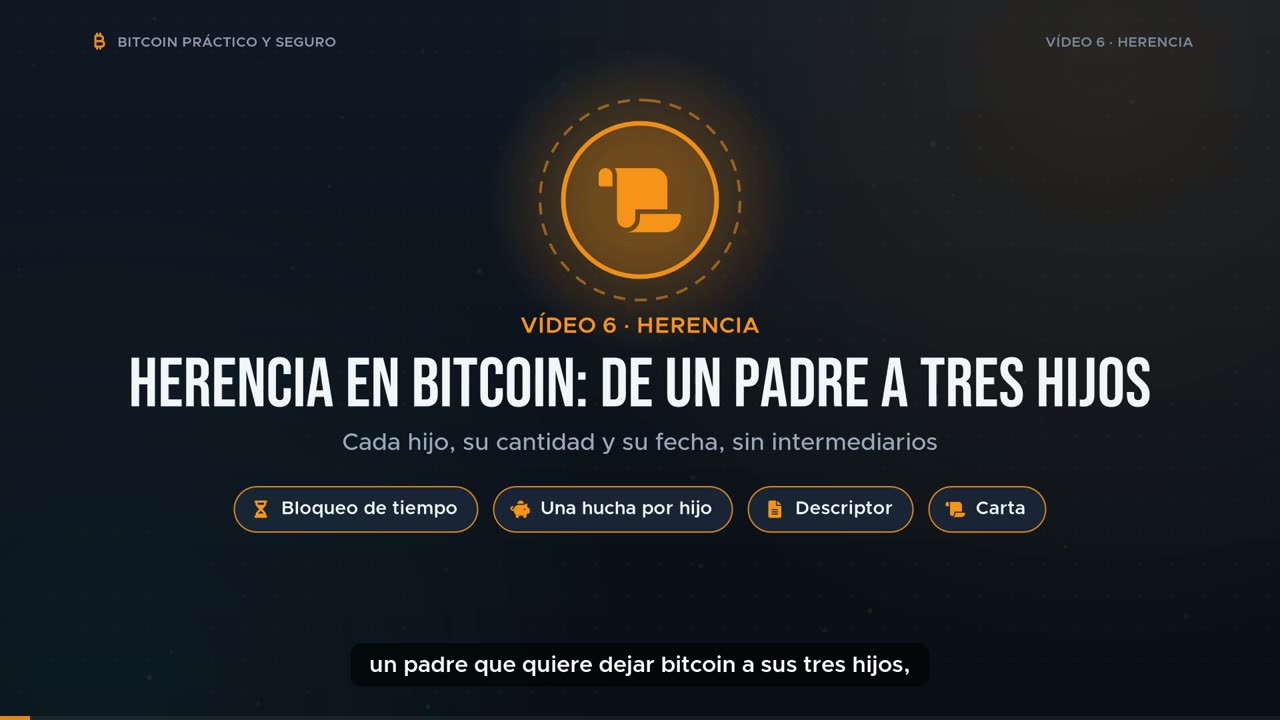 BITCOIN PRÁCTICO Y SEGURO
VÍDEO 6 · HERENCIA
VÍDEO 6 · HERENCIA
HERENCIA EN BITCOIN: DE UN PADRE A TRES HIJOS
Cada hijo, su cantidad y su fecha, sin intermediarios
Bloqueo de tiempo
Una hucha por hijo
Descriptor
Carta
un padre que quiere dejar bitcoin a sus tres hijos,